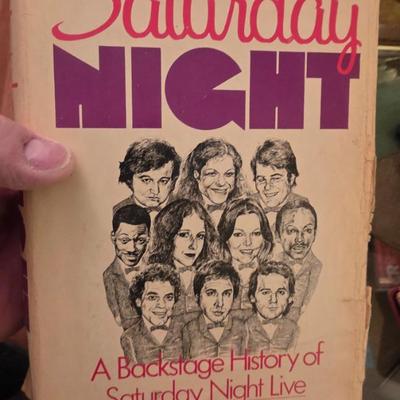 Saturday
NIGHT
A Backstage History of
Saturday Night Live